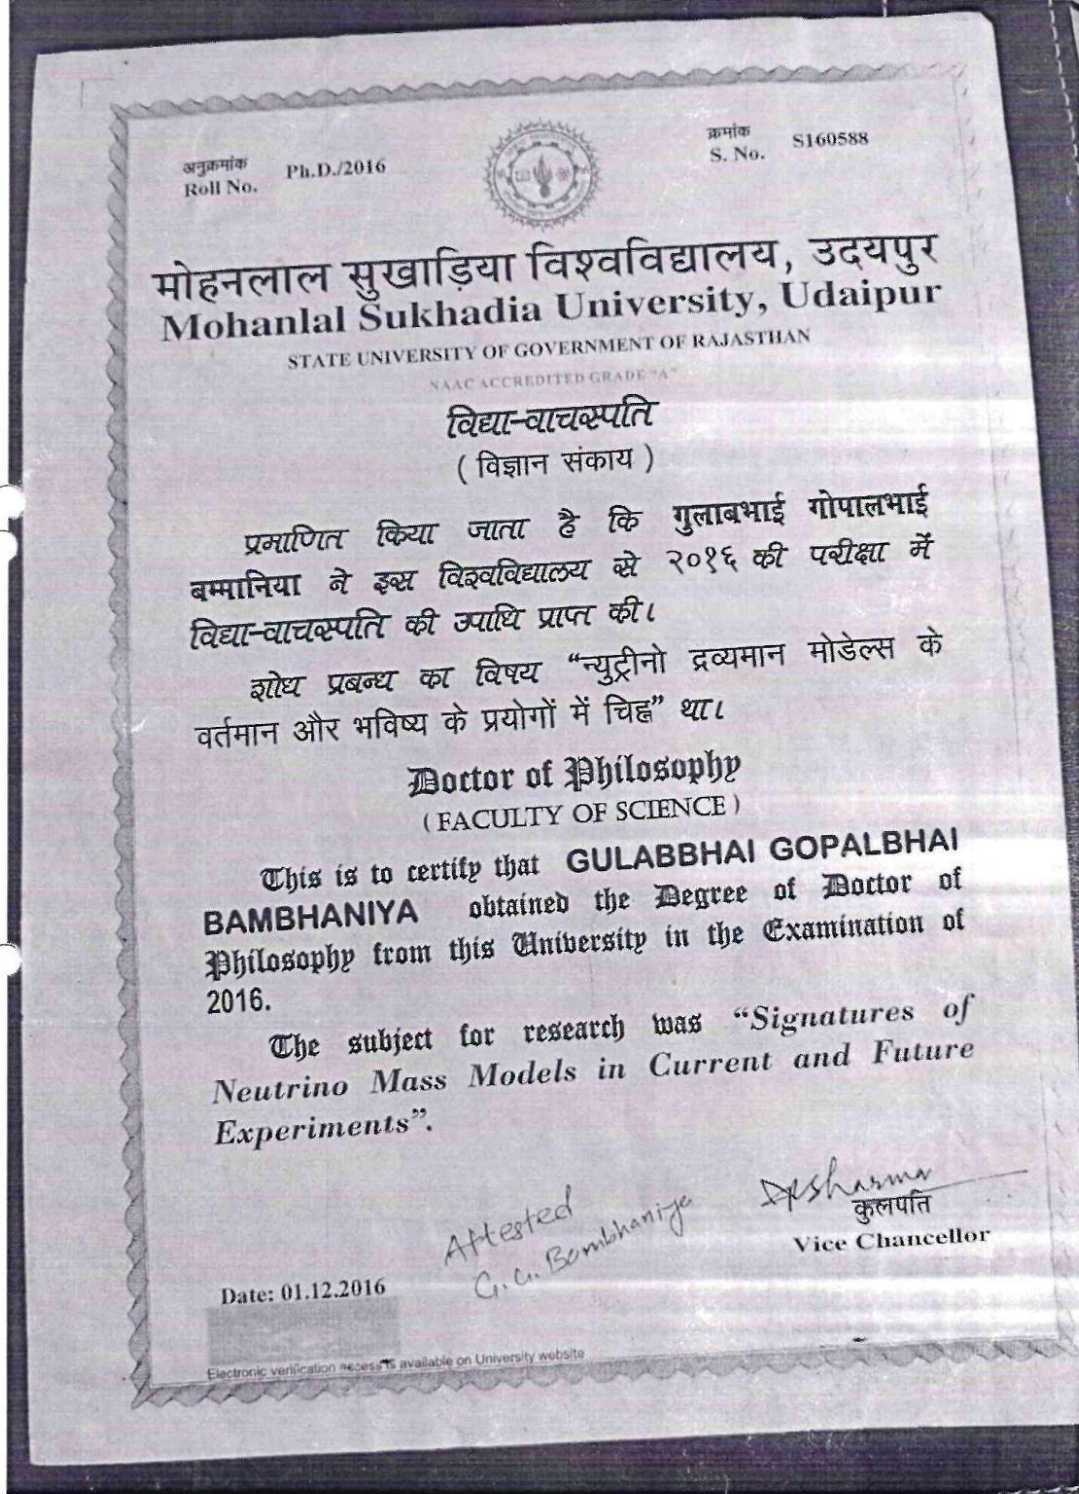 अनुक्रमांक
Roll No. Ph.D./2016
क्रमांक
S. No. S160588
मोहनलाल सुखाड़िया विश्वविद्यालय, उदयपुर
Mohanlal Sukhadia University, Udaipur
STATE UNIVERSITY OF GOVERNMENT OF RAJASTHAN
NAAC ACCREDITED GRADE "A"
विद्या-वाचस्पति
( विज्ञान संकाय )
प्रमाणित किया जाता है कि गुलाबभाई गोपालभाई
बम्मानिया ने इस विश्वविद्यालय से २०१६ की परीक्षा में
विद्या-वाचस्पति की उपाधि प्राप्त की।
शोध प्रबन्ध का विषय “न्युट्रीनो द्रव्यमान मोडेल्स के
वर्तमान और भविष्य के प्रयोगों में चिह्न” था।
Doctor of Philosophy
( FACULTY OF SCIENCE )
This is to certify that GULABBHAI GOPALBHAI
BAMBHANIYA obtained the Degree of Doctor of
Philosophy from this University in the Examination of
2016.
The subject for research was “Signatures of
Neutrino Mass Models in Current and Future
Experiments”.
Attested
G. G. Bambhaniya
कुलपति
Vice Chancellor
Date: 01.12.2016
Electronic verification access is available on University website